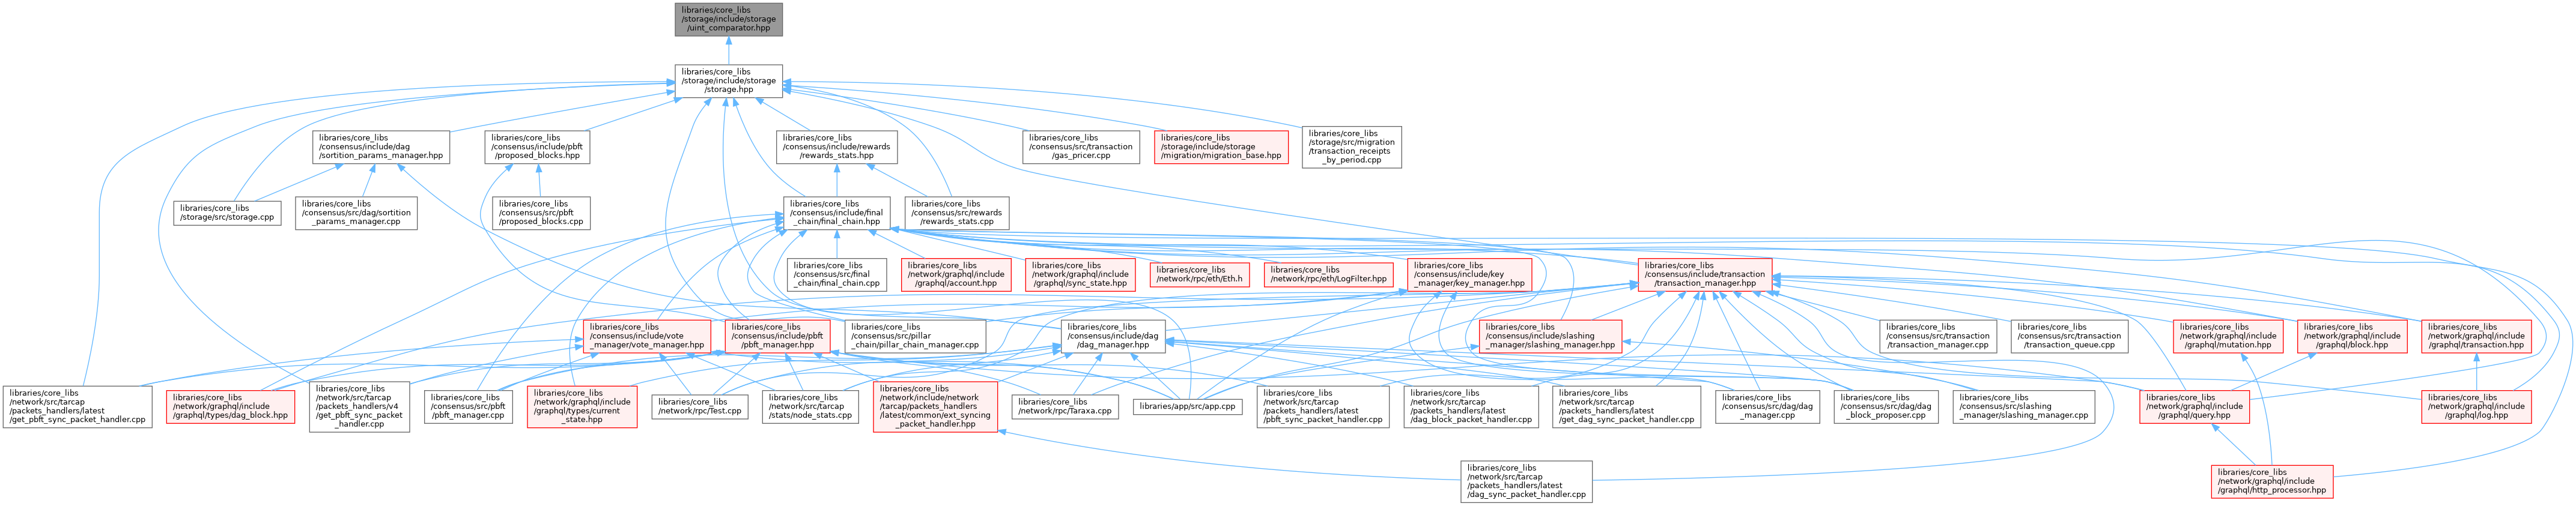 libraries/core_libs
/storage/include/storage
/uint_comparator.hpp
libraries/core_libs
/storage/include/storage
/storage.hpp
libraries/core_libs
/consensus/include/dag
/sortition_params_manager.hpp
libraries/core_libs
/consensus/include/pbft
/proposed_blocks.hpp
libraries/core_libs
/consensus/include/rewards
/rewards_stats.hpp
libraries/core_libs
/consensus/src/transaction
/gas_pricer.cpp
libraries/core_libs
/storage/include/storage
/migration/migration_base.hpp
libraries/core_libs
/storage/src/migration
/transaction_receipts
_by_period.cpp
libraries/core_libs
/storage/src/storage.cpp
libraries/core_libs
/consensus/src/dag/sortition
_params_manager.cpp
libraries/core_libs
/consensus/src/pbft
/proposed_blocks.cpp
libraries/core_libs
/consensus/include/final
_chain/final_chain.hpp
libraries/core_libs
/consensus/src/rewards
/rewards_stats.cpp
libraries/core_libs
/consensus/src/final
_chain/final_chain.cpp
libraries/core_libs
/network/graphql/include
/graphql/account.hpp
libraries/core_libs
/network/graphql/include
/graphql/sync_state.hpp
libraries/core_libs
/network/rpc/eth/Eth.h
libraries/core_libs
/network/rpc/eth/LogFilter.hpp
libraries/core_libs
/consensus/include/key
_manager/key_manager.hpp
libraries/core_libs
/consensus/include/transaction
/transaction_manager.hpp
libraries/core_libs
/consensus/include/vote
_manager/vote_manager.hpp
libraries/core_libs
/consensus/include/pbft
/pbft_manager.hpp
libraries/core_libs
/consensus/src/pillar
_chain/pillar_chain_manager.cpp
libraries/core_libs
/consensus/include/dag
/dag_manager.hpp
libraries/core_libs
/consensus/include/slashing
_manager/slashing_manager.hpp
libraries/core_libs
/consensus/src/transaction
/transaction_manager.cpp
libraries/core_libs
/consensus/src/transaction
/transaction_queue.cpp
libraries/core_libs
/network/graphql/include
/graphql/mutation.hpp
libraries/core_libs
/network/graphql/include
/graphql/block.hpp
libraries/core_libs
/network/graphql/include
/graphql/transaction.hpp
libraries/core_libs
/network/src/tarcap
/packets_handlers/latest
/get_pbft_sync_packet_handler.cpp
libraries/core_libs
/network/graphql/include
/graphql/types/dag_block.hpp
libraries/core_libs
/network/src/tarcap
/packets_handlers/v4
/get_pbft_sync_packet
_handler.cpp
libraries/core_libs
/consensus/src/pbft
/pbft_manager.cpp
libraries/core_libs
/network/graphql/include
/graphql/types/current
_state.hpp
libraries/core_libs
/network/rpc/Test.cpp
libraries/core_libs
/network/src/tarcap
/stats/node_stats.cpp
libraries/core_libs
/network/include/network
/tarcap/packets_handlers
/latest/common/ext_syncing
_packet_handler.hpp
libraries/core_libs
/network/rpc/Taraxa.cpp
libraries/app/src/app.cpp
libraries/core_libs
/network/src/tarcap
/packets_handlers/latest
/pbft_sync_packet_handler.cpp
libraries/core_libs
/network/src/tarcap
/packets_handlers/latest
/dag_block_packet_handler.cpp
libraries/core_libs
/network/src/tarcap
/packets_handlers/latest
/get_dag_sync_packet_handler.cpp
libraries/core_libs
/consensus/src/dag/dag
_manager.cpp
libraries/core_libs
/consensus/src/dag/dag
_block_proposer.cpp
libraries/core_libs
/consensus/src/slashing
_manager/slashing_manager.cpp
libraries/core_libs
/network/graphql/include
/graphql/query.hpp
libraries/core_libs
/network/graphql/include
/graphql/log.hpp
libraries/core_libs
/network/src/tarcap
/packets_handlers/latest
/dag_sync_packet_handler.cpp
libraries/core_libs
/network/graphql/include
/graphql/http_processor.hpp